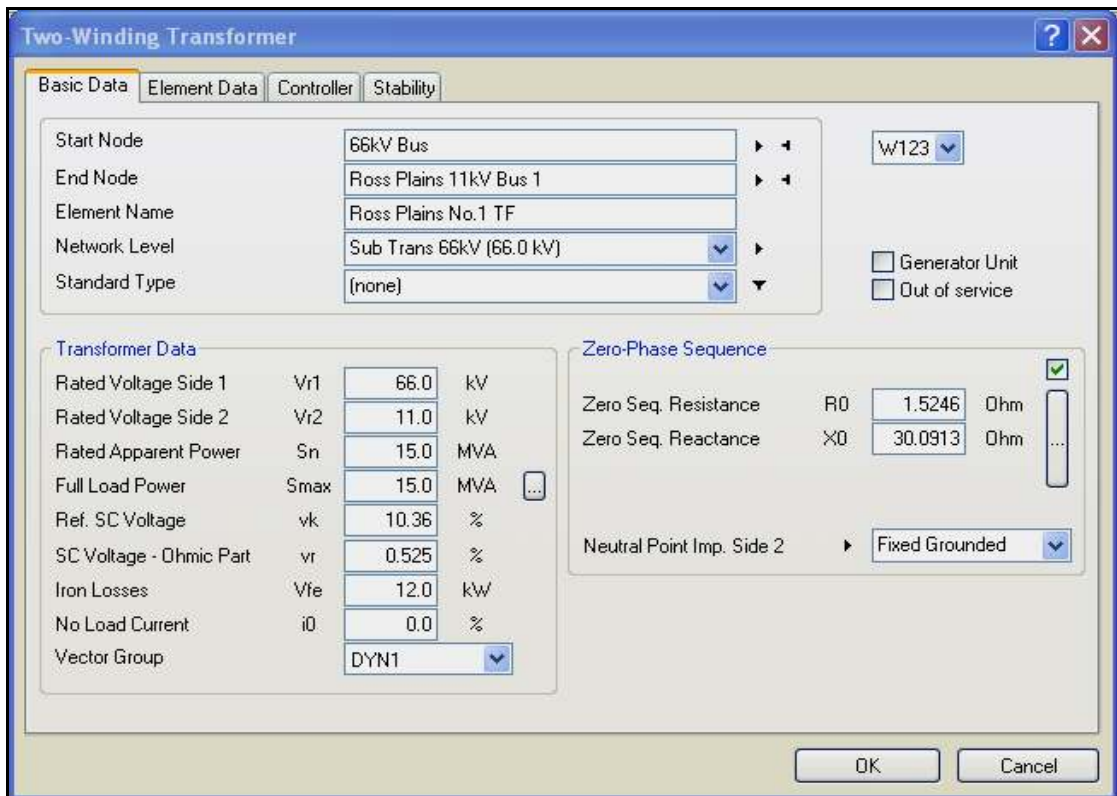 Two-Winding Transformer
Basic Data Element Data Controller Stability
Start Node 66kV Bus W123
End Node Ross Plains 11kV Bus 1
Element Name Ross Plains No.1 TF
Network Level Sub Trans 66kV (66.0 kV)
Generator Unit
Standard Type (none)
Out of service
Transformer Data
Rated Voltage Side 1 Vr1 66.0 kV
Rated Voltage Side 2 Vr2 11.0 kV
Rated Apparent Power Sn 15.0 MVA
Full Load Power Smax 15.0 MVA ...
Ref. SC Voltage vk 10.36 %
SC Voltage - Ohmic Part vr 0.525 %
Iron Losses Vfe 12.0 kW
No Load Current i0 0.0 %
Vector Group DYN1
Zero-Phase Sequence
Zero Seq. Resistance R0 1.5246 Ohm
Zero Seq. Reactance X0 30.0913 Ohm ...
Neutral Point Imp. Side 2 Fixed Grounded
OK Cancel